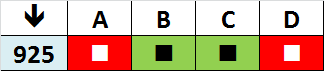 🡳 A B C D
925 ■ ■ ■ ■